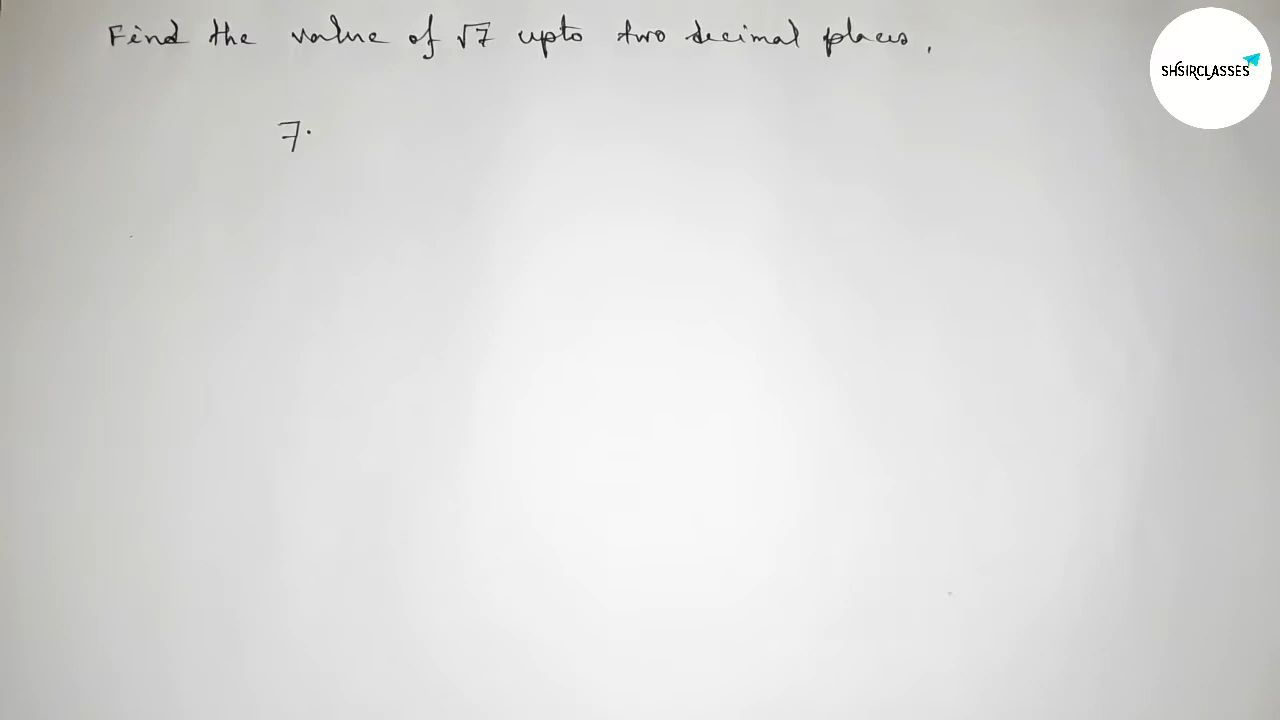 Find the value of √7 upto two decimal places.
SHSIRCLASSES
7.